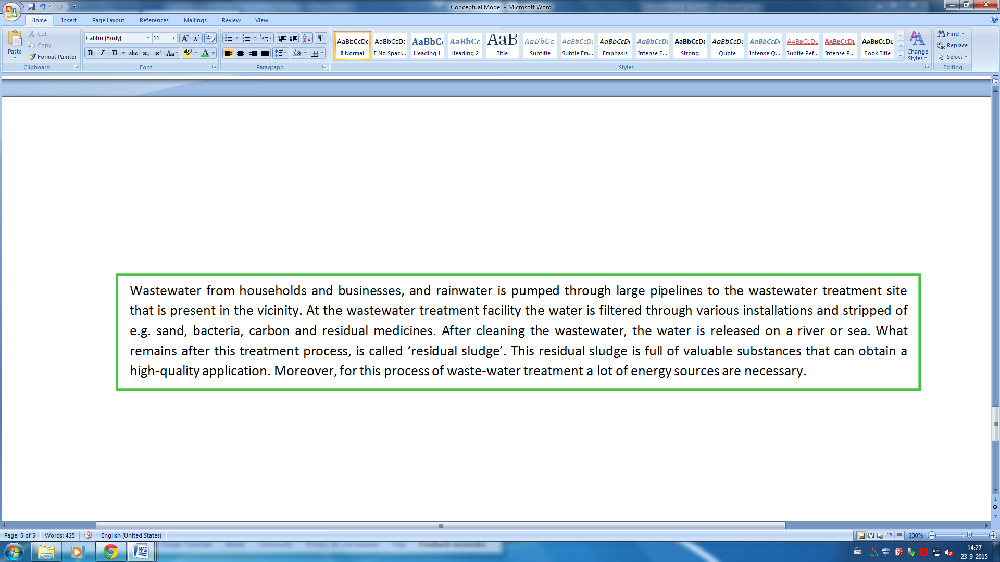 Conceptual Model - Microsoft Word
Home Insert Page Layout References Mailings Review View
Paste
Cut
Copy
Format Painter
Clipboard
Calibri (Body) 11
Font
Paragraph
AaBbCcDc AaBbCcDc AaBbC AaBbCc AaB AaBbCc. AaBbCcDc AaBbCcDc AaBbCcDc AaBbCcDc AaBbCcDc AaBbCcDc AABBCCDE AABBCCDE AABBCCDE
¶ Normal ¶ No Spaci... Heading 1 Heading 2 Title Subtitle Subtle Em... Emphasis Intense E... Strong Quote Intense Q... Subtle Ref... Intense R... Book Title
Change Styles
Styles
Find
Replace
Select
Editing
Wastewater from households and businesses, and rainwater is pumped through large pipelines to the wastewater treatment site
that is present in the vicinity. At the wastewater treatment facility the water is filtered through various installations and stripped of
e.g. sand, bacteria, carbon and residual medicines. After cleaning the wastewater, the water is released on a river or sea. What
remains after this treatment process, is called ‘residual sludge’. This residual sludge is full of valuable substances that can obtain a
high-quality application. Moreover, for this process of waste-water treatment a lot of energy sources are necessary.
Page: 5 of 5 Words: 425 English (United States) 230%
14:27
23-9-2015